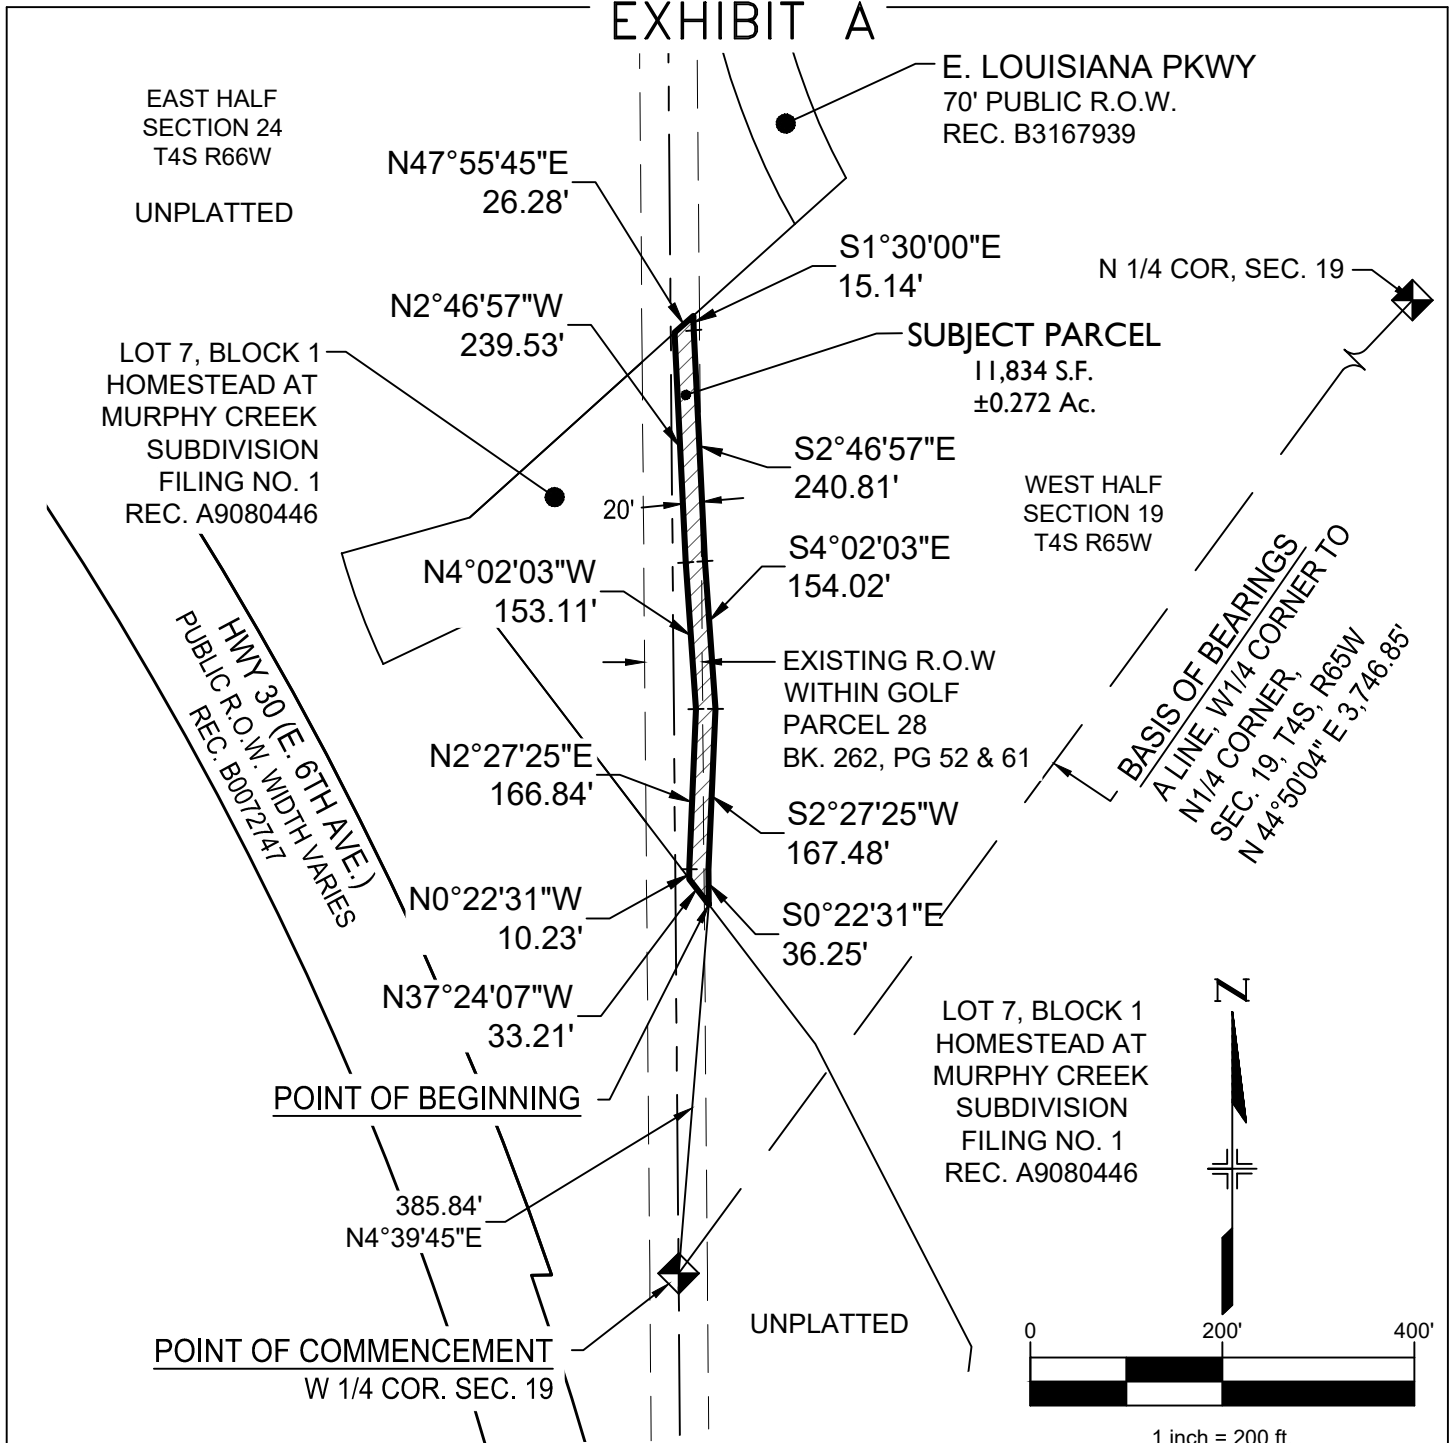 EXHIBIT A
EAST HALF
SECTION 24
T4S R66W
UNPLATTED
E. LOUISIANA PKWY
70' PUBLIC R.O.W.
REC. B3167939
N47°55'45"E
26.28'
S1°30'00"E
15.14'
N 1/4 COR, SEC. 19
N2°46'57"W
239.53'
SUBJECT PARCEL
11,834 S.F.
±0.272 Ac.
LOT 7, BLOCK 1
HOMESTEAD AT
MURPHY CREEK
SUBDIVISION
FILING NO. 1
REC. A9080446
S2°46'57"E
240.81'
20'
WEST HALF
SECTION 19
T4S R65W
N4°02'03"W
153.11'
S4°02'03"E
154.02'
BASIS OF BEARINGS
A LINE, W1/4 CORNER TO
N1/4 CORNER,
SEC. 19, T4S, R65W
N 44°50'04" E 3,746.85'
HWY 30 (E. 6TH AVE.)
PUBLIC R.O.W. WIDTH VARIES
REC. B0072747
EXISTING R.O.W
WITHIN GOLF
PARCEL 28
BK. 262, PG 52 & 61
N2°27'25"E
166.84'
S2°27'25"W
167.48'
N0°22'31"W
10.23'
S0°22'31"E
36.25'
N37°24'07"W
33.21'
LOT 7, BLOCK 1
HOMESTEAD AT
MURPHY CREEK
SUBDIVISION
FILING NO. 1
REC. A9080446
N
POINT OF BEGINNING
385.84'
N4°39'45"E
POINT OF COMMENCEMENT
W 1/4 COR. SEC. 19
UNPLATTED
0 200' 400'
1 inch = 200 ft